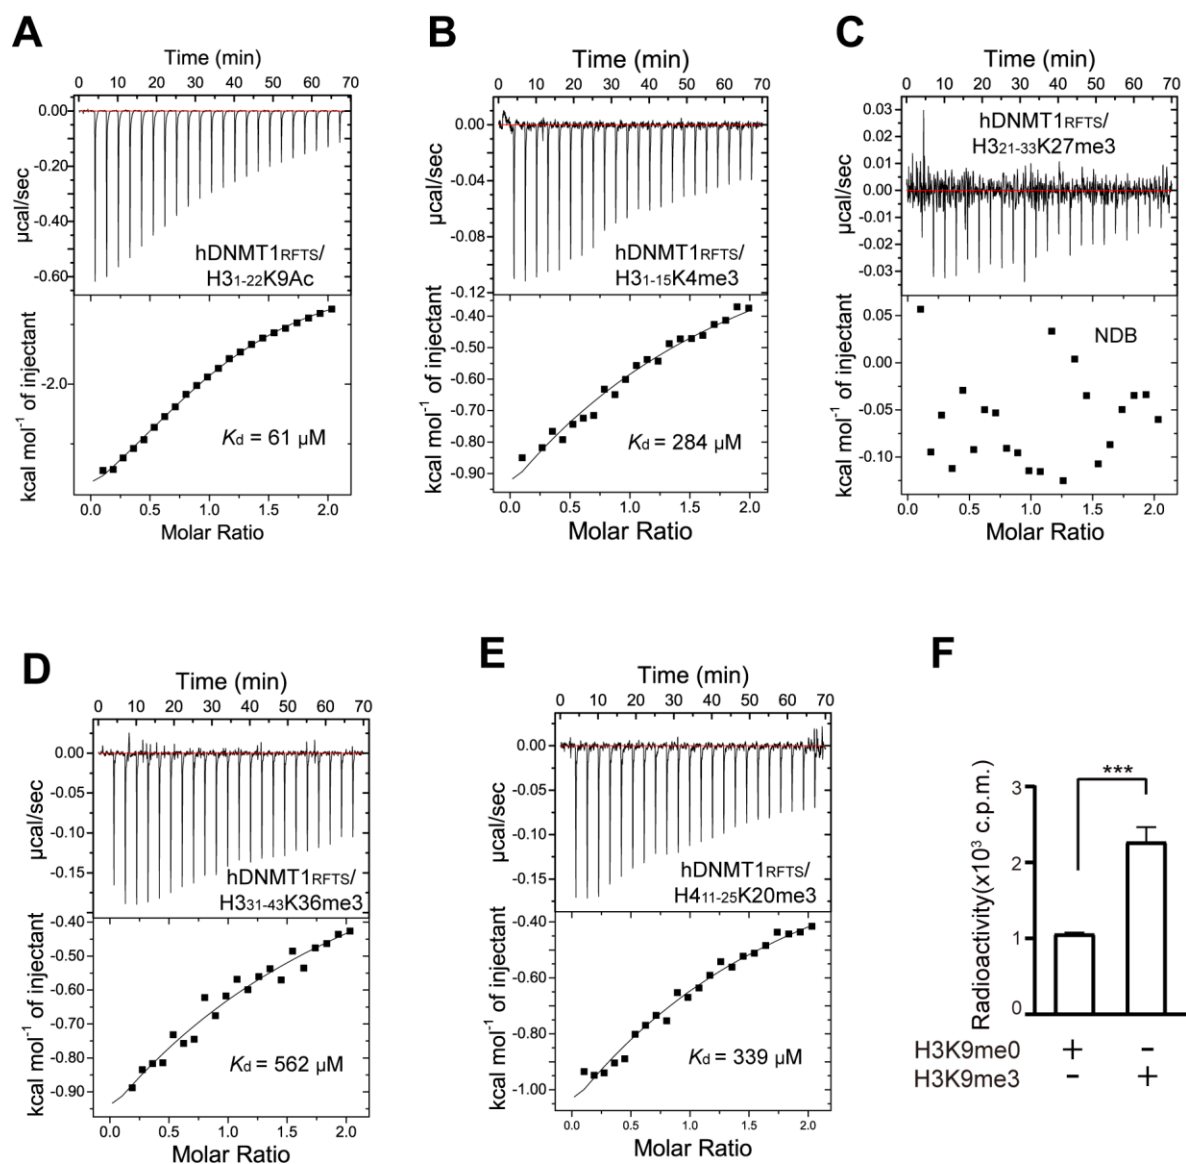 A
Time (min)
0 10 20 30 40 50 60 70
0.00
-0.20
-0.40
-0.60
µcal/sec
hDNMT1RFTS/
H31-22K9Ac
-2.0
kcal mol-1 of injectant
Kd = 61 µM
0.0 0.5 1.0 1.5 2.0
Molar Ratio
B
Time (min)
0 10 20 30 40 50 60 70
0.00
-0.04
-0.08
-0.12
µcal/sec
hDNMT1RFTS/
H31-15K4me3
-0.40
-0.50
-0.60
-0.70
-0.80
-0.90
kcal mol-1 of injectant
Kd = 284 µM
0.0 0.5 1.0 1.5 2.0
Molar Ratio
C
Time (min)
0 10 20 30 40 50 60 70
0.03
0.02
0.01
0.00
-0.01
-0.02
-0.03
µcal/sec
hDNMT1RFTS/
H321-33K27me3
0.05
0.00
-0.05
-0.10
kcal mol-1 of injectant
NDB
0.0 0.5 1.0 1.5 2.0
Molar Ratio
D
Time (min)
0 10 20 30 40 50 60 70
0.00
-0.05
-0.10
-0.15
µcal/sec
hDNMT1RFTS/
H331-43K36me3
-0.40
-0.50
-0.60
-0.70
-0.80
-0.90
kcal mol-1 of injectant
Kd = 562 µM
0.0 0.5 1.0 1.5 2.0
Molar Ratio
E
Time (min)
0 10 20 30 40 50 60 70
0.00
-0.05
-0.10
-0.15
µcal/sec
hDNMT1RFTS/
H411-25K20me3
-0.40
-0.60
-0.80
-1.00
kcal mol-1 of injectant
Kd = 339 µM
0.0 0.5 1.0 1.5 2.0
Molar Ratio
F
***
3
2
1
0
Radioactivity(x103 c.p.m.)
H3K9me0 + -
H3K9me3 - +